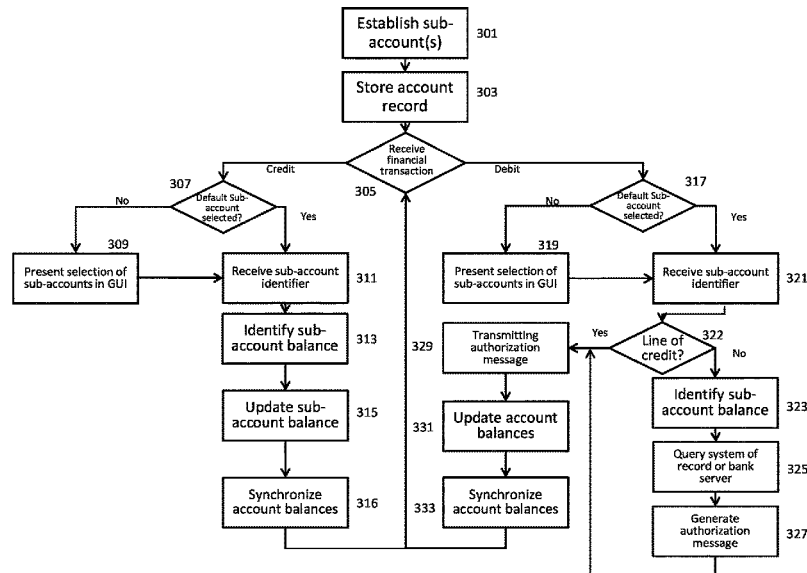 Establish sub-
account(s)
301
Store account
record
303
Receive
financial
transaction
305
Credit
Debit
307
Default Sub-
account
selected?
No
Yes
309
Present selection of
sub-accounts in GUI
Receive sub-account
identifier
311
Identify sub-
account balance
313
Update sub-
account balance
315
Synchronize
account balances
316
317
Default Sub-
account
selected?
No
Yes
319
Present selection of
sub-accounts in GUI
Receive sub-account
identifier
321
322
Line of
credit?
Yes
No
329
Transmitting
authorization
message
331
Update account
balances
333
Synchronize
account balances
Identify sub-
account balance
323
Query system of
record or bank
server
325
Generate
authorization
message
327